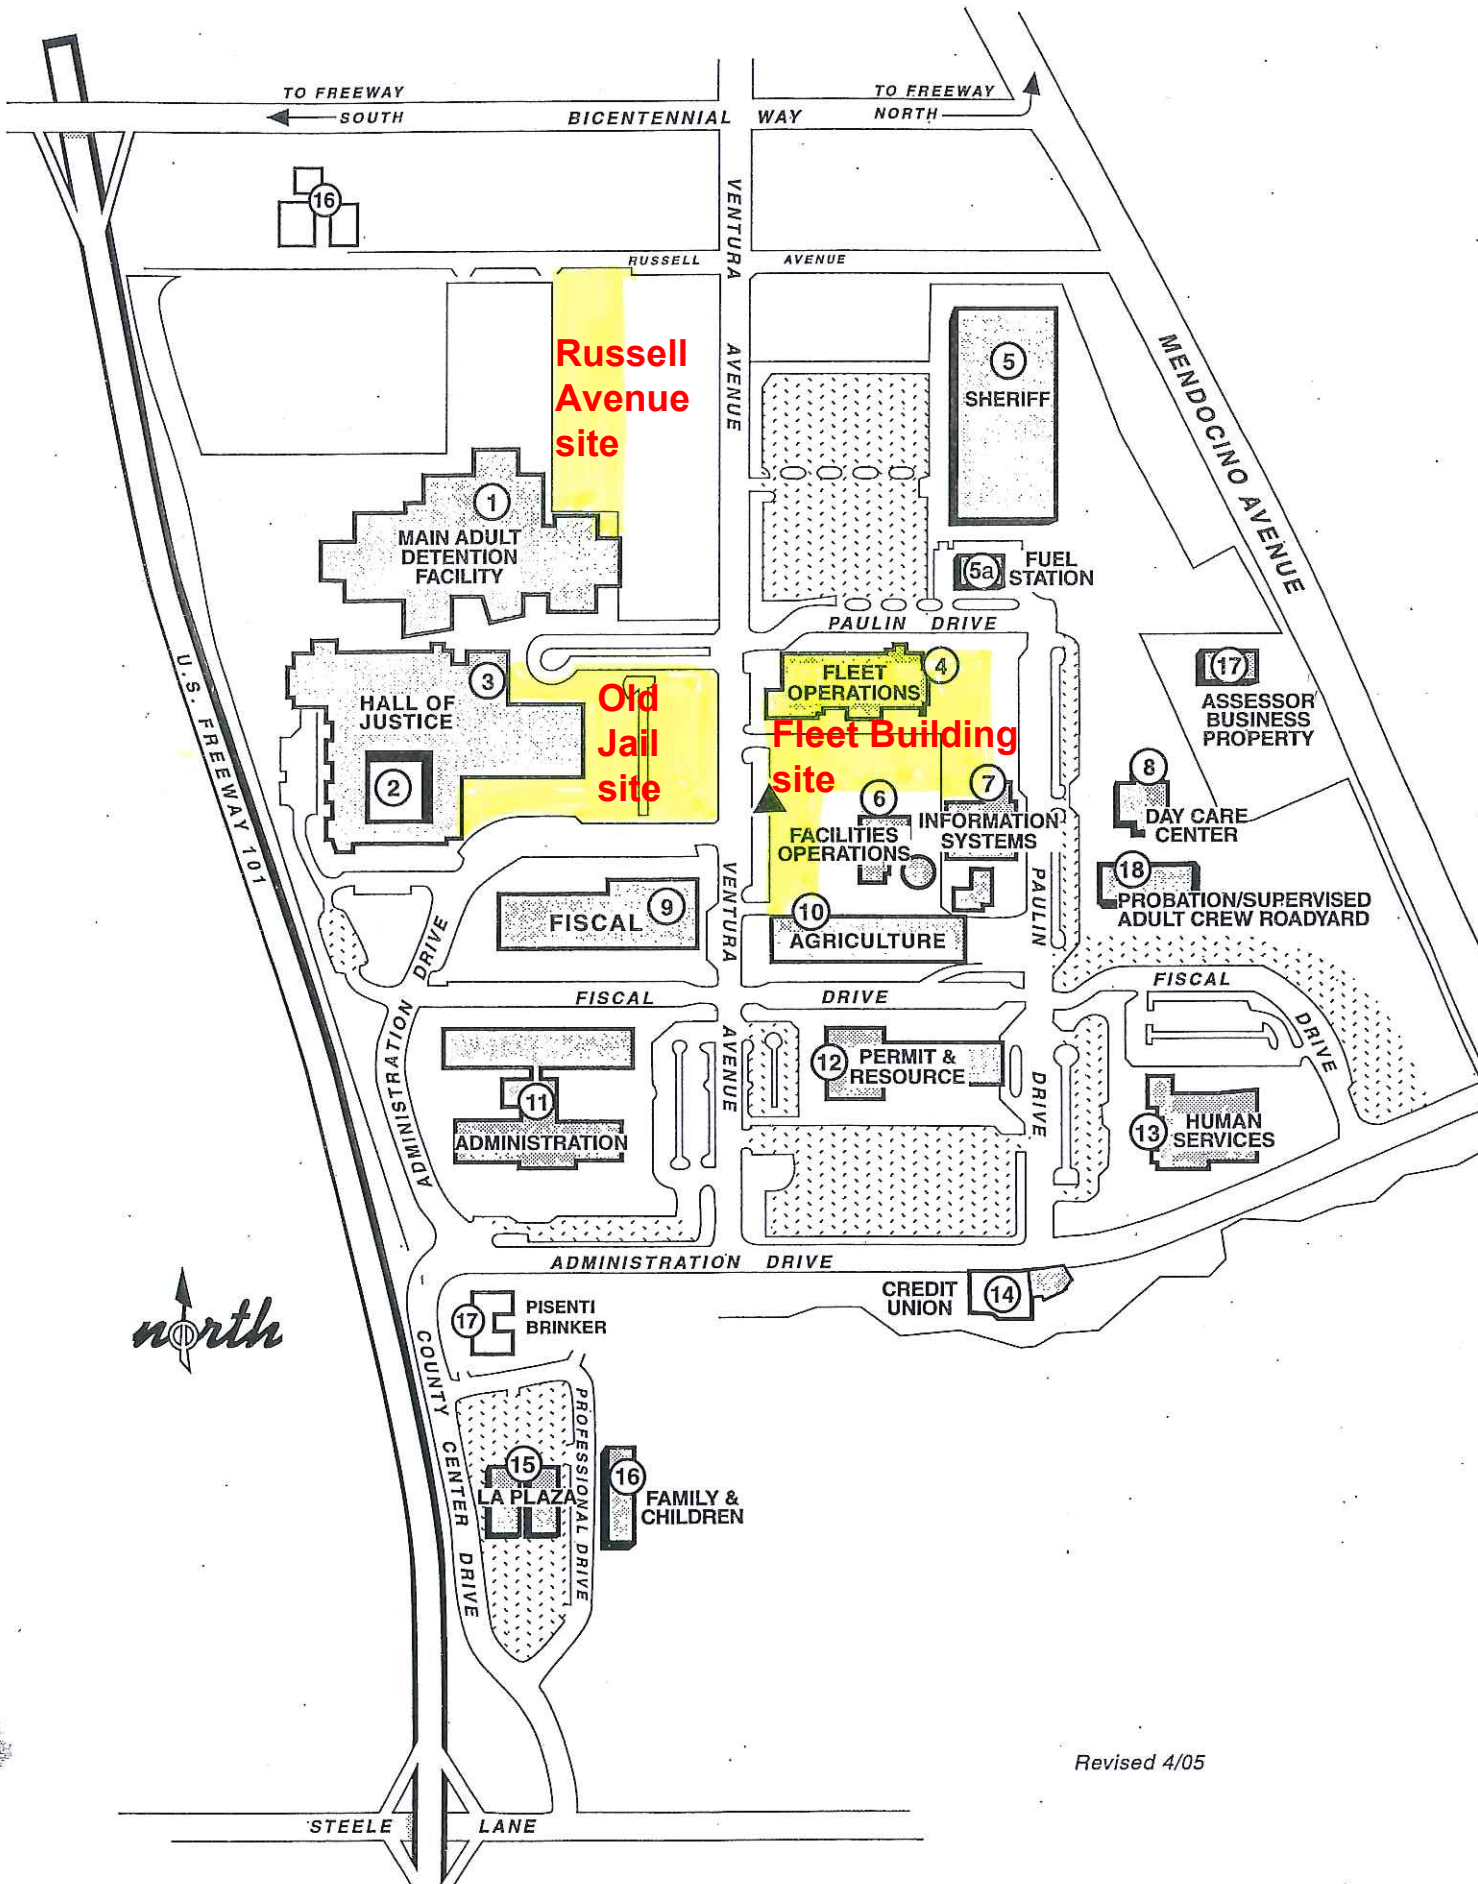 TO FREEWAY
SOUTH
BICENTENNIAL WAY
TO FREEWAY
NORTH
16
VENTURA
AVENUE
RUSSELL
AVENUE
Russell
Avenue
site
5
SHERIFF
MENDOCINO AVENUE
1
MAIN ADULT
DETENTION
FACILITY
5a
FUEL
STATION
PAULIN DRIVE
U.S. FREEWAY 101
3
HALL OF
JUSTICE
2
Old
Jail
site
4
FLEET
OPERATIONS
Fleet Building
site
17
ASSESSOR
BUSINESS
PROPERTY
6
FACILITIES
OPERATIONS
7
INFORMATION
SYSTEMS
8
DAY CARE
CENTER
18
PROBATION/SUPERVISED
ADULT CREW ROADYARD
9
FISCAL
VENTURA
AVENUE
10
AGRICULTURE
PAULIN
DRIVE
ADMINISTRATION DRIVE
FISCAL
DRIVE
FISCAL
DRIVE
11
ADMINISTRATION
12
PERMIT &
RESOURCE
13
HUMAN
SERVICES
ADMINISTRATION DRIVE
CREDIT
UNION
14
north
17
PISENTI
BRINKER
COUNTY CENTER DRIVE
PROFESSIONAL DRIVE
15
LA PLAZA
16
FAMILY &
CHILDREN
Revised 4/05
STEELE LANE